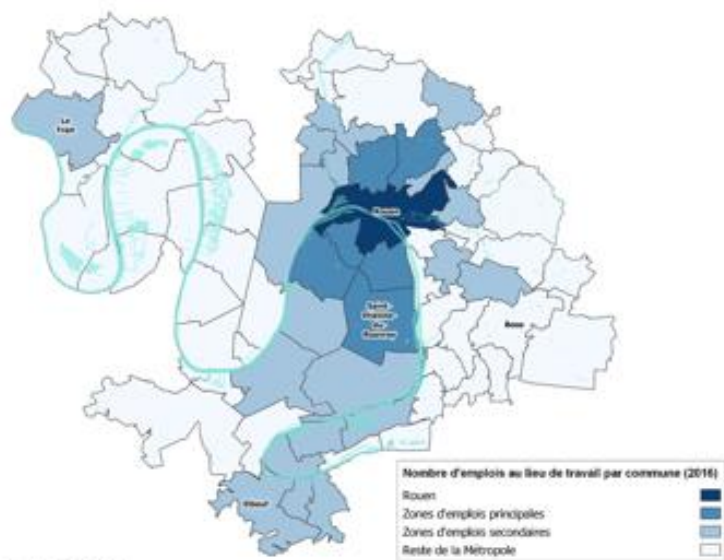 Le
Trait
Rouen
Saint-
Etienne-
du-
Rouvray
Boos
Elbeuf
Nombre d'emplois au lieu de travail par commune (2016)
Rouen
Zones d'emplois principales
Zones d'emplois secondaires
Reste de la Métropole